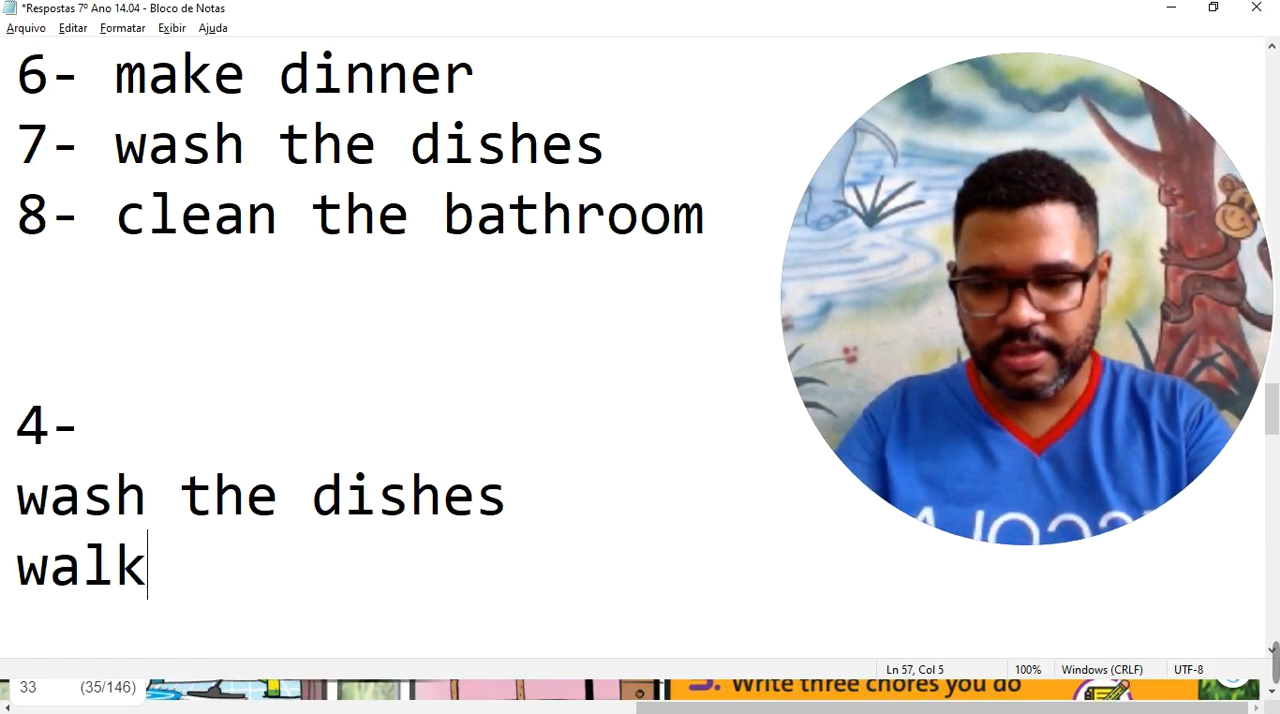 *Respostas 7º Ano 14.04 - Bloco de Notas
Arquivo Editar Formatar Exibir Ajuda
6- make dinner
7- wash the dishes
8- clean the bathroom
4-
wash the dishes
walk
Ln 57, Col 5 100% Windows (CRLF) UTF-8
33 (35/146)
Write three chores you do